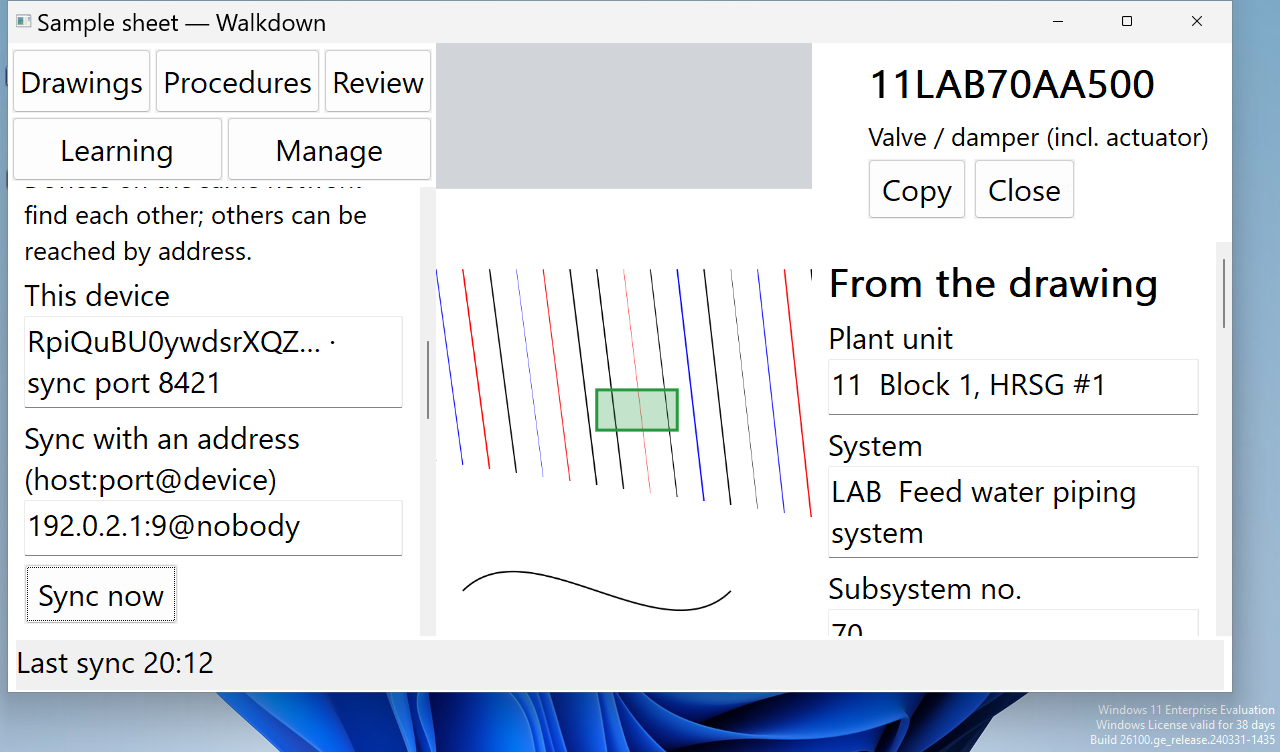 Sample sheet — Walkdown
Drawings
Procedures
Review
Learning
Manage
find each other; others can be
reached by address.
This device
RpiQuBU0ywdsrXQZ... ·
sync port 8421
Sync with an address
(host:port@device)
192.0.2.1:9@nobody
Sync now
11LAB70AA500
Valve / damper (incl. actuator)
Copy
Close
From the drawing
Plant unit
11  Block 1, HRSG #1
System
LAB  Feed water piping
system
Subsystem no.
70
Last sync 20:12
Windows 11 Enterprise Evaluation
Windows License valid for 38 days
Build 26100.ge_release.240331-1435